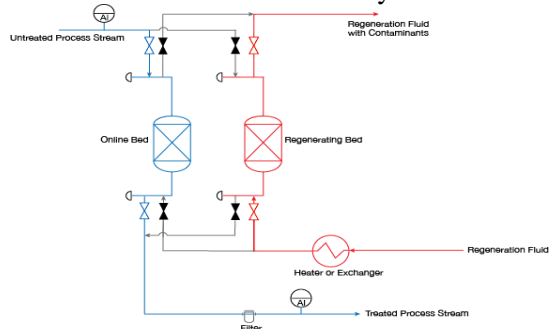 AI
Untreated Process Stream
Regeneration Fluid
with Contaminants
Online Bed
Regenerating Bed
Regeneration Fluid
Heater or Exchanger
AI
Treated Process Stream
Filter